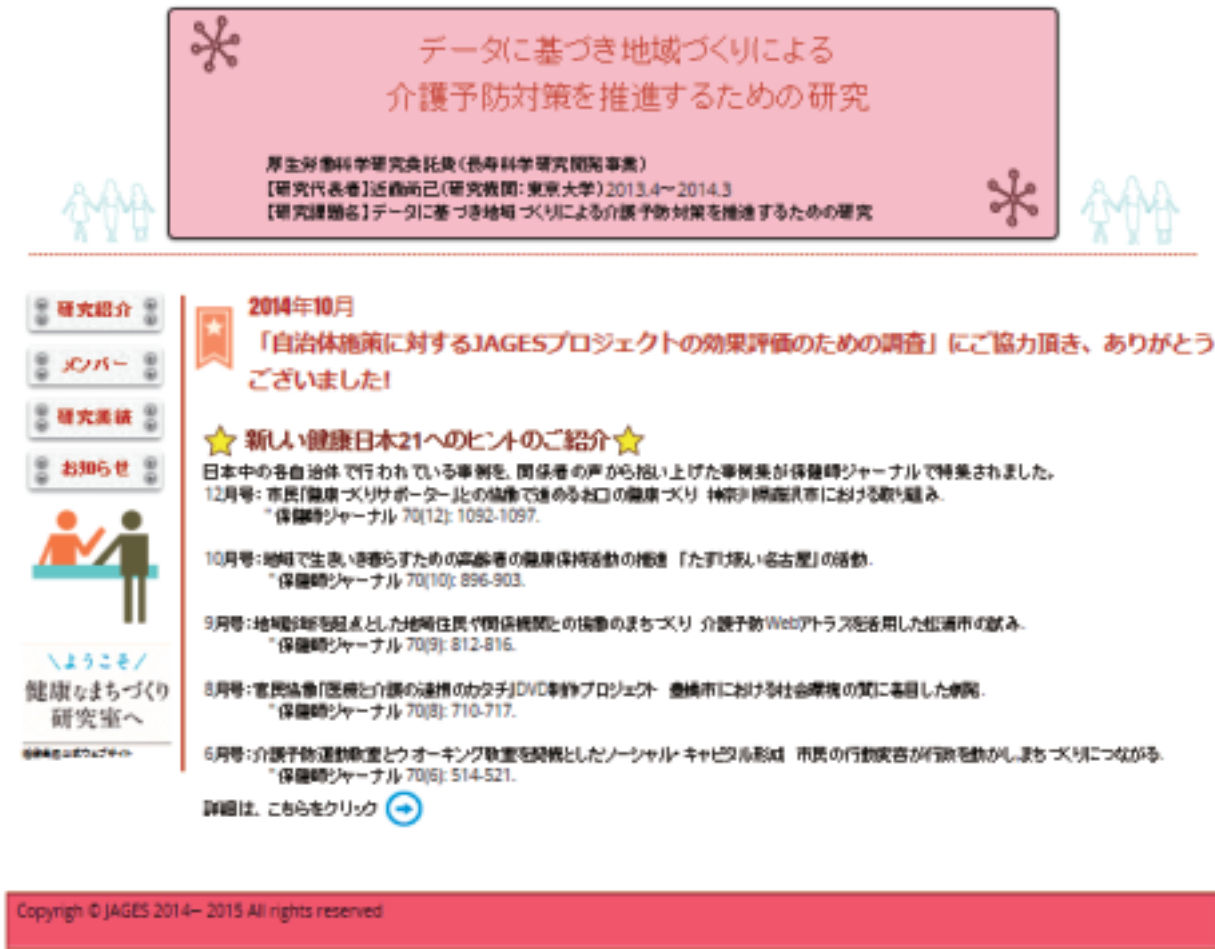 データに基づき地域づくりによる
介護予防対策を推進するための研究
厚生労働科学研究委託費(長寿科学研究開発事業)
【研究代表者】近藤尚己(研究機関:東京大学)2013.4〜2014.3
【研究課題名】データに基づき地域づくりによる介護予防対策を推進するための研究
研究紹介
メンバー
研究業績
お知らせ
\ようこそ/
健康なまちづくり
研究室へ
2014年10月
「自治体施策に対するJAGESプロジェクトの効果評価のための調査」にご協力頂き、ありがとう
ございました!
新しい健康日本21へのヒントのご紹介
日本中の各自治体で行われている事例を、関係者の声から拾い上げた事例集が保健師ジャーナルで特集されました。
12月号:市民「健康づくりサポーター」との協働で進めるお口の健康づくり 神奈川県藤沢市における取り組み.
"保健師ジャーナル 70(12): 1092-1097.
10月号:地域で生き、い暮らすための高齢者の健康保持活動の推進 「たすけあい名古屋」の活動.
"保健師ジャーナル 70(10): 896-903.
9月号:地域診断を起点とした地域住民や関係機関との協働のまちづくり 介護予防Webアトラスを活用した松浦市の試み.
"保健師ジャーナル 70(9): 812-816.
8月号:官民協働「医療と介護の連携のカタチ」DVD制作プロジェクト 豊橋市における社会環境の質に着目した挑戦.
"保健師ジャーナル 70(8): 710-717.
6月号:介護予防運動教室とウオーキング教室を契機としたソーシャル・キャピタル形成 市民の行動変容が行政を動かし、まちづくりにつながる.
"保健師ジャーナル 70(6): 514-521.
詳細は、こちらをクリック
Copyrigh © JAGES 2014− 2015 All rights reserved